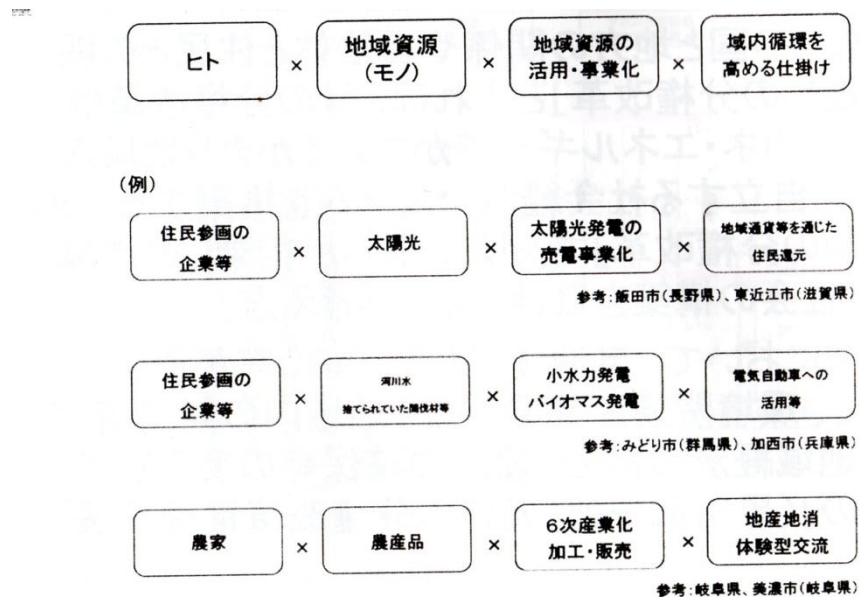 ヒト × 地域資源 × 地域資源の × 域内循環を
(モノ) 活用・事業化 高める仕掛け
(例)
住民参画の × 太陽光 × 太陽光発電の × 地域通貨等を通じた
企業等 売電事業化 住民還元
参考:飯田市(長野県)、東近江市(滋賀県)
住民参画の × 河川水 × 小水力発電 × 電気自動車への
企業等 捨てられていた間伐材等 バイオマス発電 活用等
参考:みどり市(群馬県)、加西市(兵庫県)
農家 × 農産品 × 6次産業化 × 地産地消
加工・販売 体験型交流
参考:岐阜県、美濃市(岐阜県)